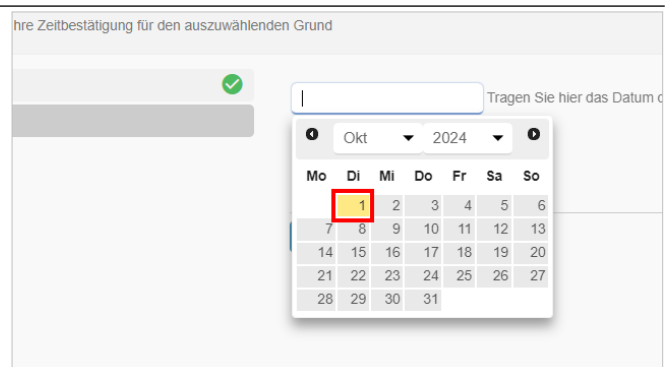 hre Zeitbestätigung für den auszuwählenden Grund
Tragen Sie hier das Datum
Okt 2024
Mo Di Mi Do Fr Sa So
1 2 3 4 5 6
7 8 9 10 11 12 13
14 15 16 17 18 19 20
21 22 23 24 25 26 27
28 29 30 31